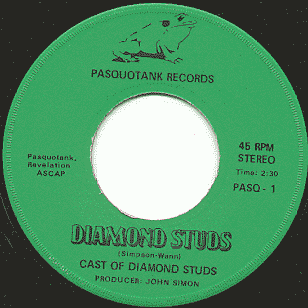 PASQUOTANK RECORDS
Pasquotank,
Revelation
ASCAP
45 RPM
STEREO
Time: 2:30
PASQ - 1
DIAMOND STUDS
(Simpson-Wann)
CAST OF DIAMOND STUDS
PRODUCER: JOHN SIMON